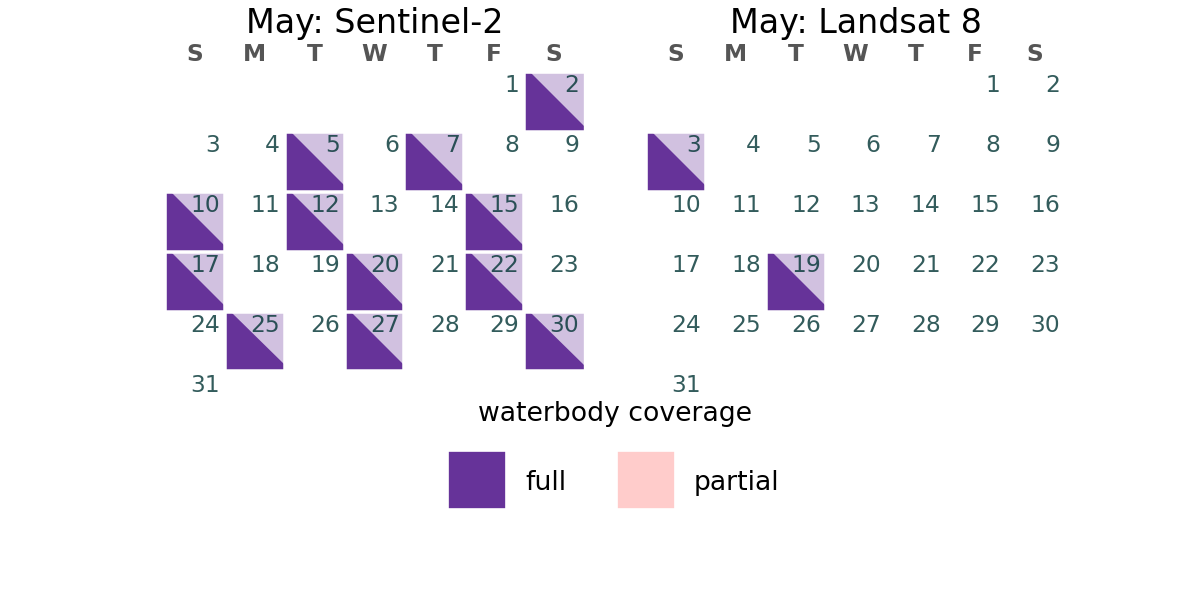 May: Sentinel-2
S M T W T F S
1 2
3 4 5 6 7 8 9
10 11 12 13 14 15 16
17 18 19 20 21 22 23
24 25 26 27 28 29 30
31
May: Landsat 8
S M T W T F S
1 2
3 4 5 6 7 8 9
10 11 12 13 14 15 16
17 18 19 20 21 22 23
24 25 26 27 28 29 30
31
waterbody coverage
full
partial